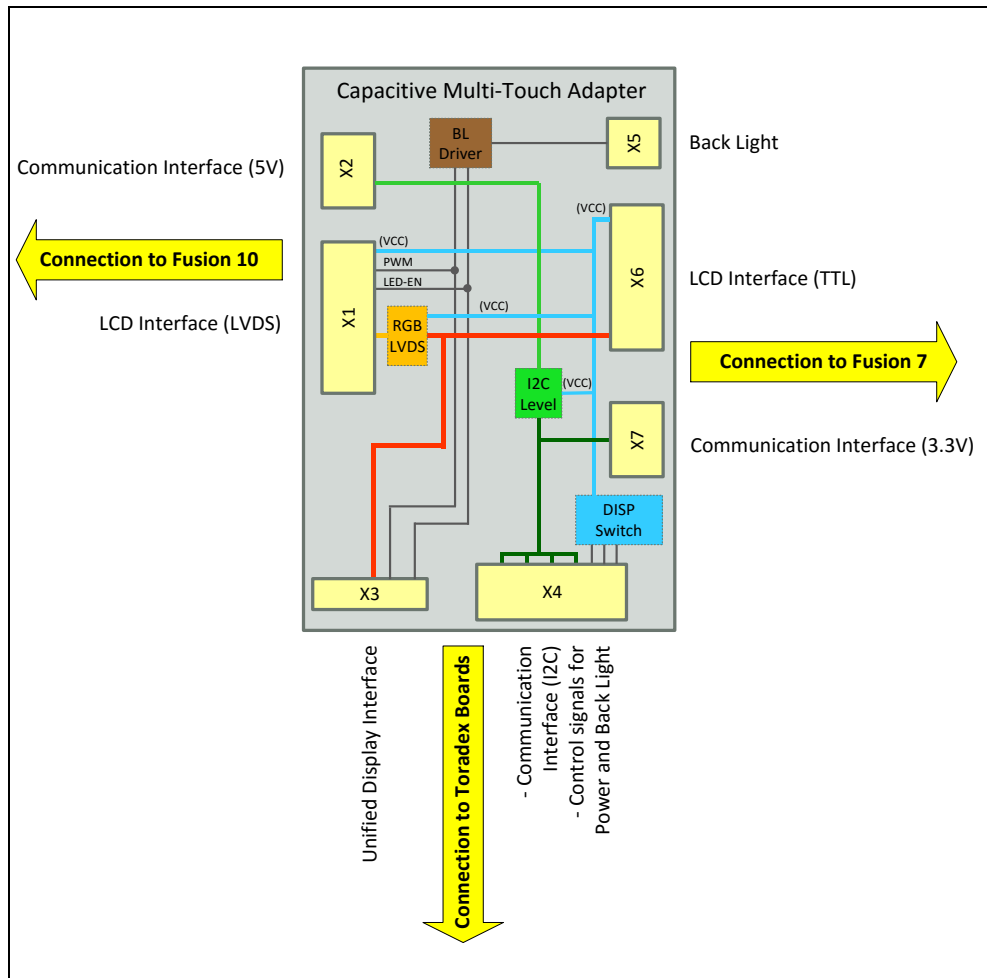 Capacitive Multi-Touch Adapter
BL
Driver
X5
Back Light
X2
Communication Interface (5V)
(VCC)
(VCC)
Connection to Fusion 10
PWM
X6
LCD Interface (TTL)
LED-EN
X1
LCD Interface (LVDS)
(VCC)
RGB
LVDS
Connection to Fusion 7
I2C
Level
(VCC)
X7
Communication Interface (3.3V)
DISP
Switch
X3
X4
Unified Display Interface
Connection to Toradex Boards
- Communication
Interface (I2C)
- Control signals for
Power and Back Light